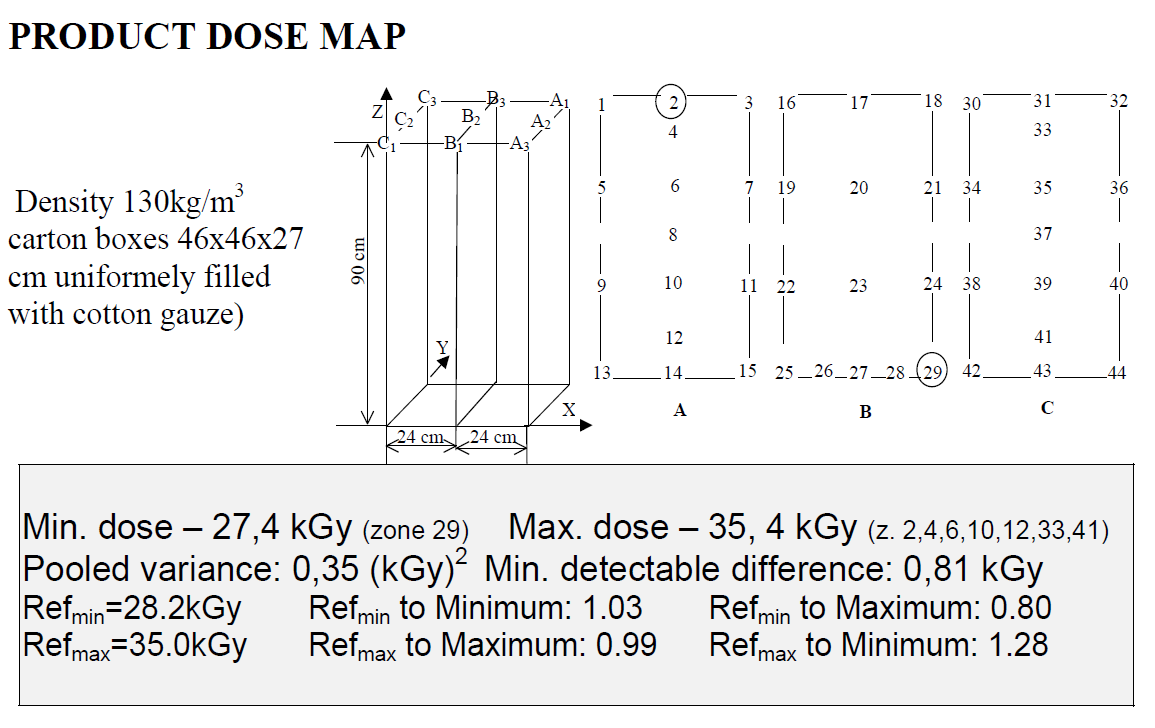 PRODUCT DOSE MAP
Z C₃ B₃ A₁
C₂ B₂ A₂
C₁ B₁ A₃
90 cm
Y
X
24 cm 24 cm
1 2 3 16 17 18 30 31 32
4 33
5 6 7 19 20 21 34 35 36
8 37
9 10 11 22 23 24 38 39 40
12 41
13 14 15 25 26 27 28 29 42 43 44
A B C
Density 130kg/m³
carton boxes 46x46x27
cm uniformely filled
with cotton gauze)
Min. dose – 27,4 kGy (zone 29) Max. dose – 35, 4 kGy (z. 2,4,6,10,12,33,41)
Pooled variance: 0,35 (kGy)² Min. detectable difference: 0,81 kGy
Refmin=28.2kGy Refmin to Minimum: 1.03 Refmin to Maximum: 0.80
Refmax=35.0kGy Refmax to Maximum: 0.99 Refmax to Minimum: 1.28